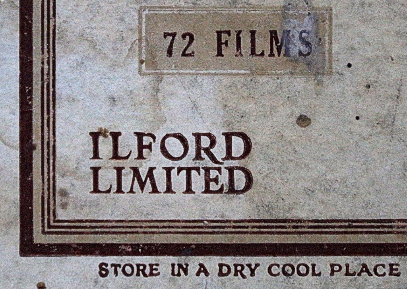 72 FILMS
ILFORD
LIMITED
STORE IN A DRY COOL PLACE